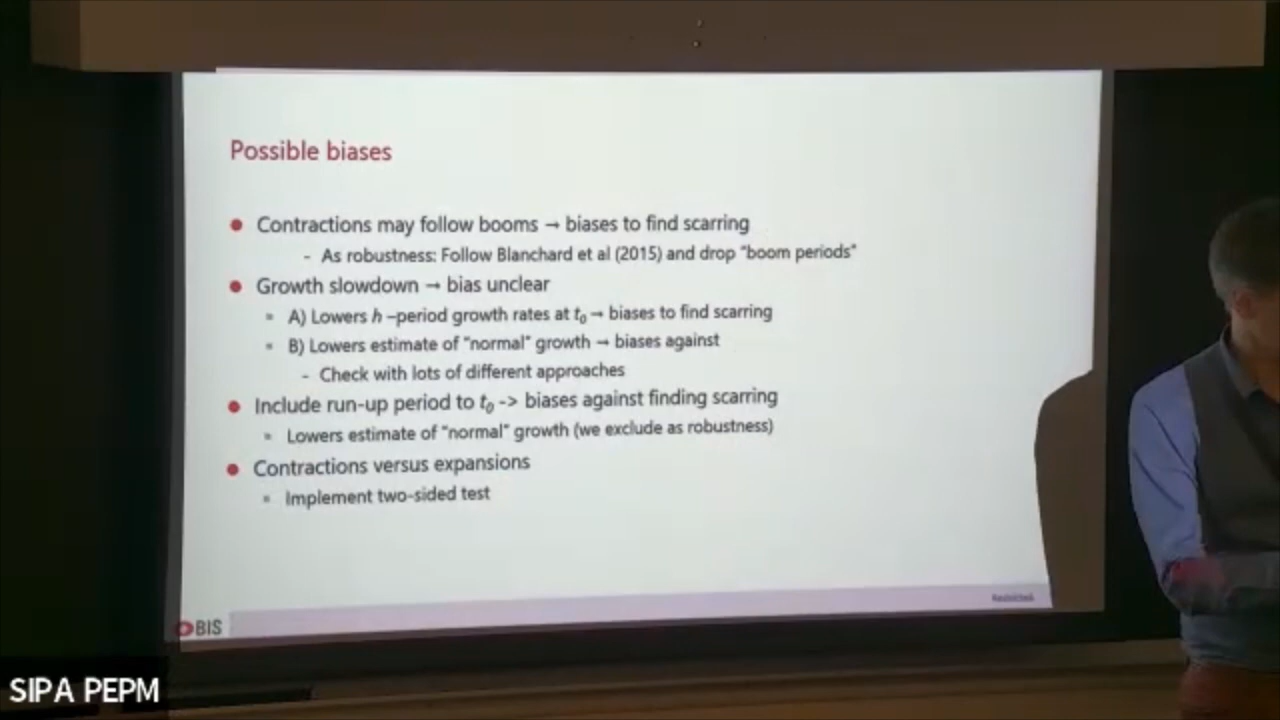 Possible biases
• Contractions may follow booms → biases to find scarring
- As robustness: Follow Blanchard et al (2015) and drop "boom periods"
• Growth slowdown → bias unclear
▪ A) Lowers h –period growth rates at t₀ → biases to find scarring
▪ B) Lowers estimate of "normal" growth → biases against
- Check with lots of different approaches
• Include run-up period to t₀ -> biases against finding scarring
▪ Lowers estimate of "normal" growth (we exclude as robustness)
• Contractions versus expansions
▪ Implement two-sided test
Restricted
BIS
SIPA PEPM